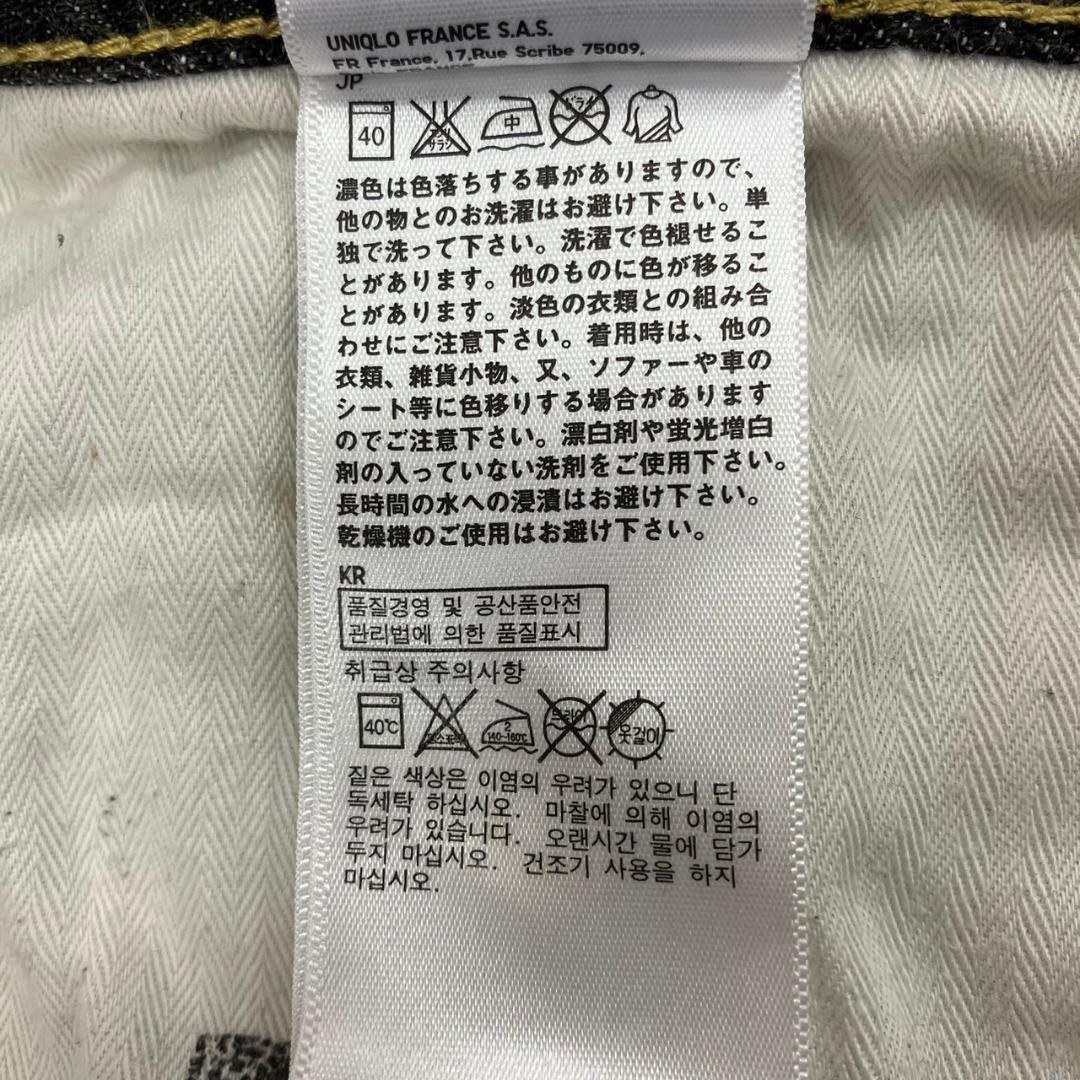 UNIQLO FRANCE S.A.S.
FR France, 17,Rue Scribe 75009,
JP
40
エンソ
サラシ
中
ドライ
濃色は色落ちする事がありますので、
他の物とのお洗濯はお避け下さい。単
独で洗って下さい。洗濯で色褪せるこ
とがあります。他のものに色が移るこ
とがあります。淡色の衣類との組み合
わせにご注意下さい。着用時は、他の
衣類、雑貨小物、又、ソファーや車の
シート等に色移りする場合があります
のでご注意下さい。漂白剤や蛍光増白
剤の入っていない洗剤をご使用下さい。
長時間の水への浸漬はお避け下さい。
乾燥機のご使用はお避け下さい。
KR
품질경영 및 공산품안전
관리법에 의한 품질표시
취급상 주의사항
40℃
2
140~160℃
드라이
옷걸이
짙은 색상은 이염의 우려가 있으니 단
독세탁 하십시오. 마찰에 의해 이염의
우려가 있습니다. 오랜시간 물에 담가
두지 마십시오. 건조기 사용을 하지
마십시오.